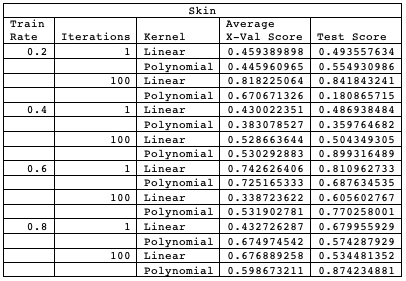 Skin
Train Rate Iterations Kernel Average X-Val Score Test Score
0.2 1 Linear 0.459389898 0.493557634
Polynomial 0.445960965 0.554930986
100 Linear 0.818225064 0.841843241
Polynomial 0.670671326 0.180865715
0.4 1 Linear 0.430022351 0.486938484
Polynomial 0.383078527 0.359764682
100 Linear 0.528663644 0.504349305
Polynomial 0.530292883 0.899316489
0.6 1 Linear 0.742626406 0.810962733
Polynomial 0.725165333 0.687634535
100 Linear 0.338723622 0.605602767
Polynomial 0.531902781 0.770258001
0.8 1 Linear 0.432726287 0.679955929
Polynomial 0.674974542 0.574287929
100 Linear 0.676889258 0.534481352
Polynomial 0.598673211 0.874234881